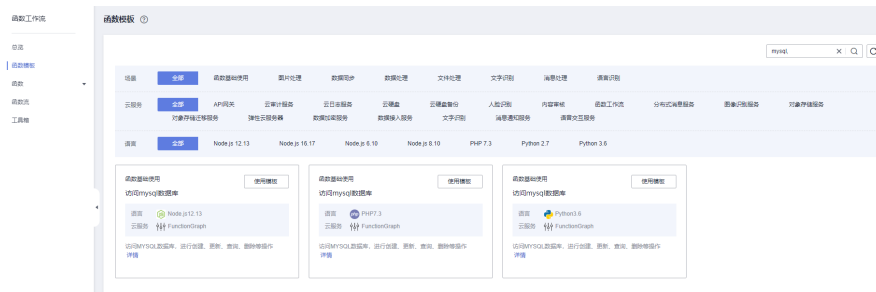 函数工作流
函数模板
总览
函数模板
函数
函数流
工具箱
mysql
场景 全部 函数基础使用 图片处理 数据同步 数据处理 文件处理 文字识别 消息处理 语音识别
云服务 全部 API网关 云审计服务 云日志服务 云硬盘 云硬盘备份 人脸识别 内容审核 函数工作流 分布式消息服务 图像识别服务 对象存储服务
对象存储迁移服务 弹性云服务器 数据加密服务 数据接入服务 文字识别 消息通知服务 语音交互服务
语言 全部 Node.js 12.13 Node.js 16.17 Node.js 6.10 Node.js 8.10 PHP 7.3 Python 2.7 Python 3.6
函数基础使用 使用模板
访问mysql数据库
语言 Node.js12.13
云服务 FunctionGraph
访问MYSQL数据库，进行创建、更新、查询、删除等操作
详情
函数基础使用 使用模板
访问mysql数据库
语言 php PHP7.3
云服务 FunctionGraph
访问MYSQL数据库，进行创建、更新、查询、删除等操作
详情
函数基础使用 使用模板
访问mysql数据库
语言 Python3.6
云服务 FunctionGraph
访问MYSQL数据库，进行创建、更新、查询、删除等操作
详情